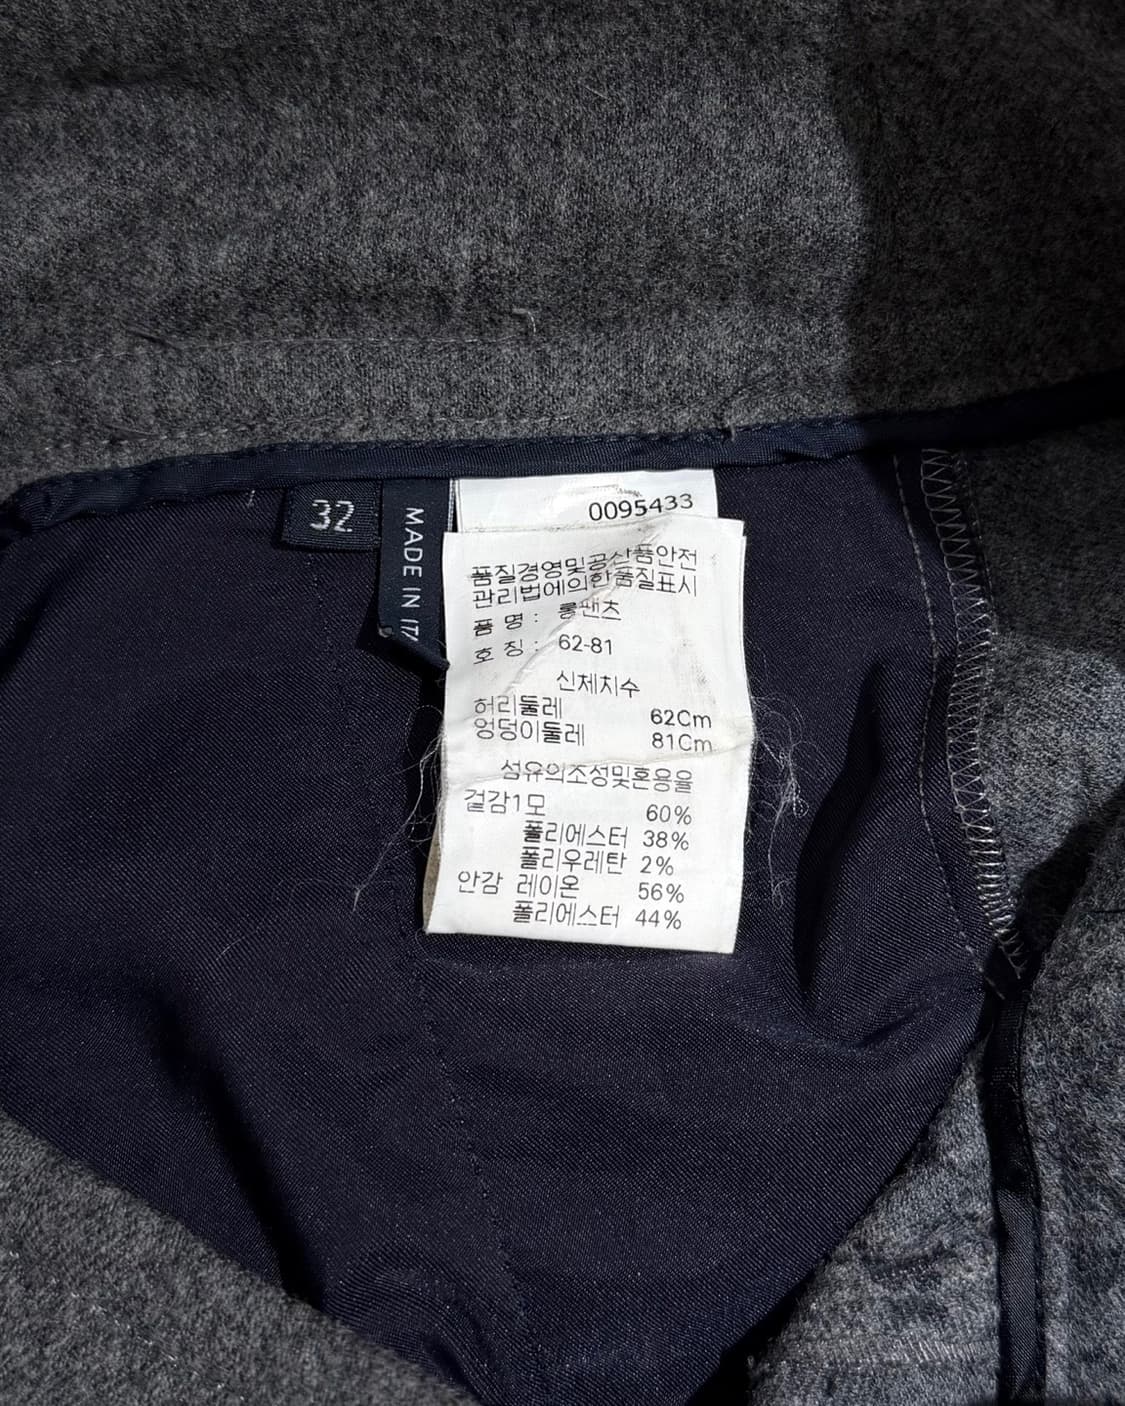 32
MADE IN ITA
0095433
품질경영및공산품안전
관리법에의한품질표시
품 명 : 롱팬츠
호 칭 : 62-81
신체치수
허리둘레 62Cm
엉덩이둘레 81Cm
섬유의조성및혼용율
겉감1모 60%
폴리에스터 38%
폴리우레탄 2%
안감 레이온 56%
폴리에스터 44%